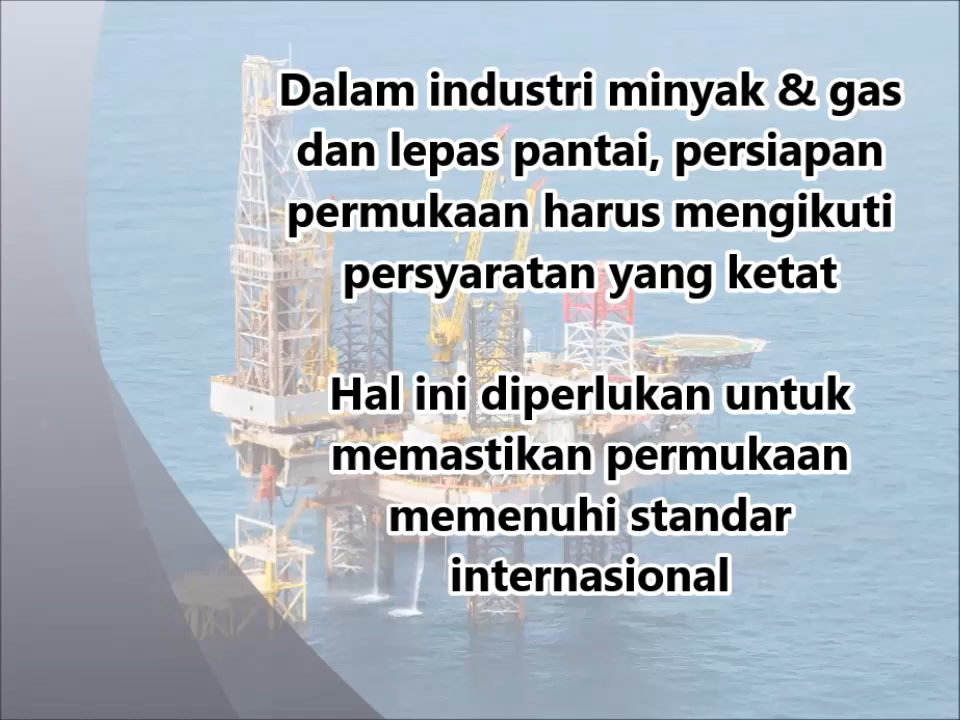 Dalam industri minyak & gas
dan lepas pantai, persiapan
permukaan harus mengikuti
persyaratan yang ketat
Hal ini diperlukan untuk
memastikan permukaan
memenuhi standar
internasional